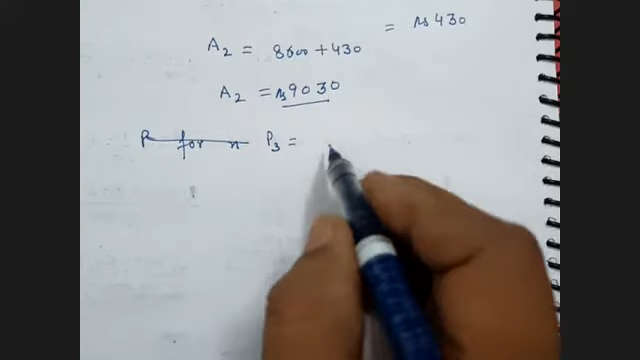 = ₨ 430
A₂ = 8600 + 430
A₂ = ₨ 9030
P for n P₃ =